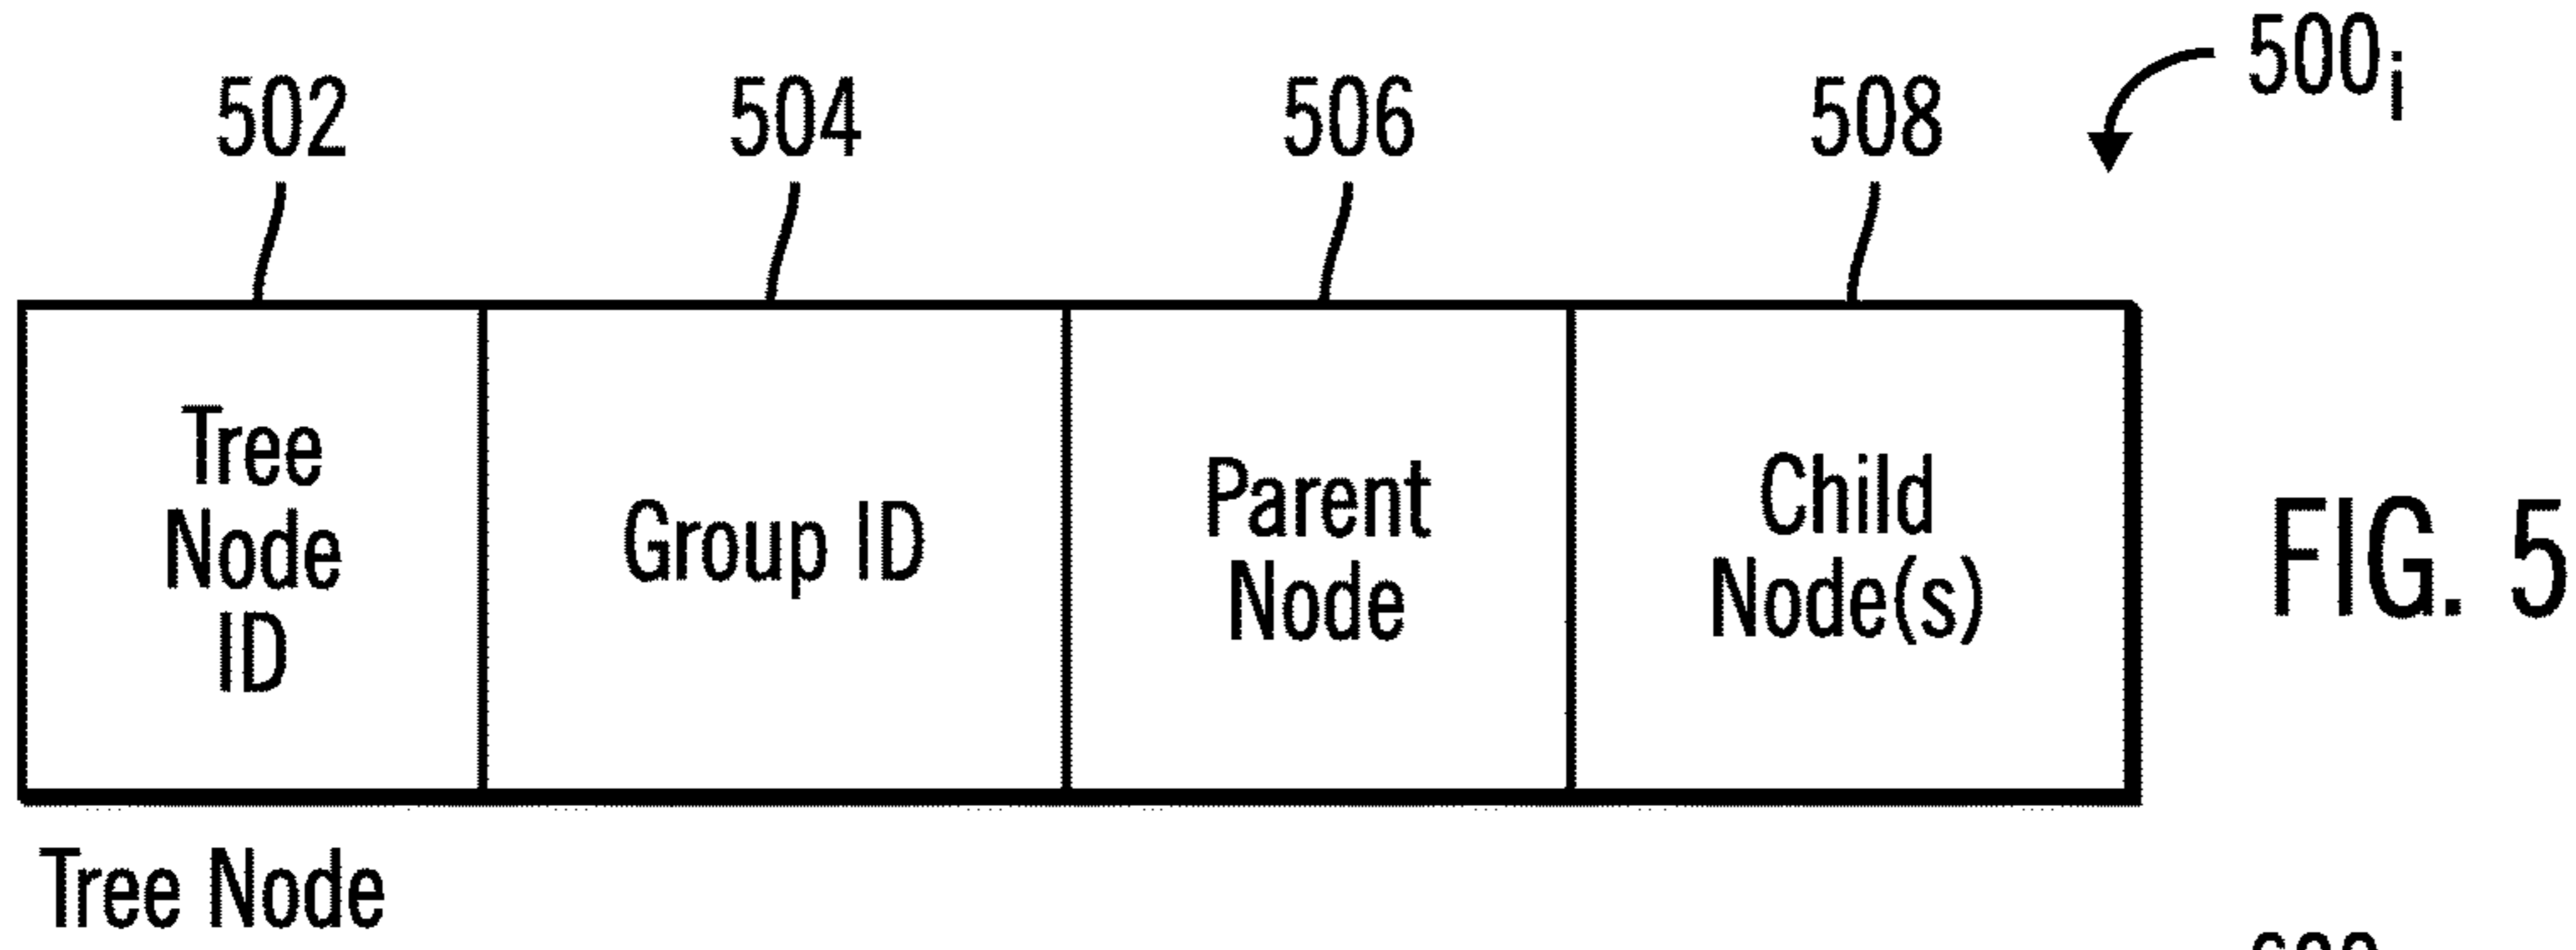 500i
502 504 506 508
Tree
Node
ID
Group ID
Parent
Node
Child
Node(s)
FIG. 5
Tree Node